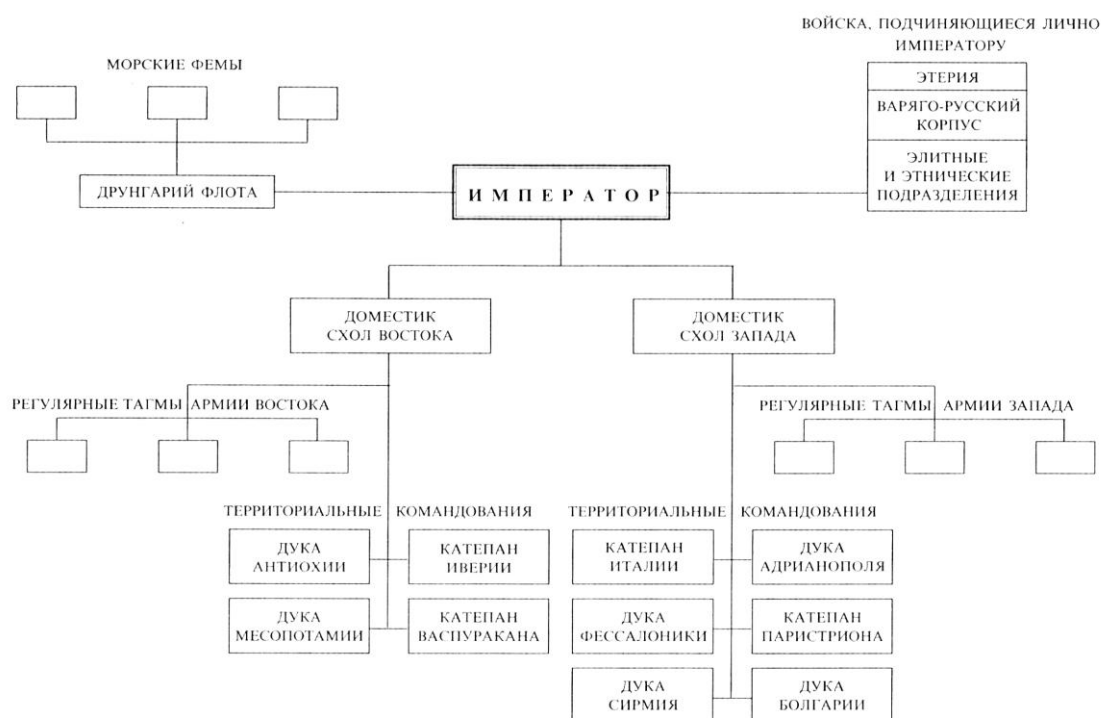 ВОЙСКА, ПОДЧИНЯЮЩИЕСЯ ЛИЧНО
ИМПЕРАТОРУ
МОРСКИЕ ФЕМЫ
ЭТЕРИЯ
ВАРЯГО-РУССКИЙ
КОРПУС
ЭЛИТНЫЕ
И ЭТНИЧЕСКИЕ
ПОДРАЗДЕЛЕНИЯ
ДРУНГАРИЙ ФЛОТА
ИМПЕРАТОР
ДОМЕСТИК
СХОЛ ВОСТОКА
ДОМЕСТИК
СХОЛ ЗАПАДА
РЕГУЛЯРНЫЕ ТАГМЫ АРМИИ ВОСТОКА
РЕГУЛЯРНЫЕ ТАГМЫ АРМИИ ЗАПАДА
ТЕРРИТОРИАЛЬНЫЕ КОМАНДОВАНИЯ
ТЕРРИТОРИАЛЬНЫЕ КОМАНДОВАНИЯ
ДУКА
АНТИОХИИ
КАТЕПАН
ИВЕРИИ
КАТЕПАН
ИТАЛИИ
ДУКА
АДРИАНОПОЛЯ
ДУКА
МЕСОПОТАМИИ
КАТЕПАН
ВАСПУРАКАНА
ДУКА
ФЕССАЛОНИКИ
КАТЕПАН
ПАРИСТРИОНА
ДУКА
СИРМИЯ
ДУКА
БОЛГАРИИ